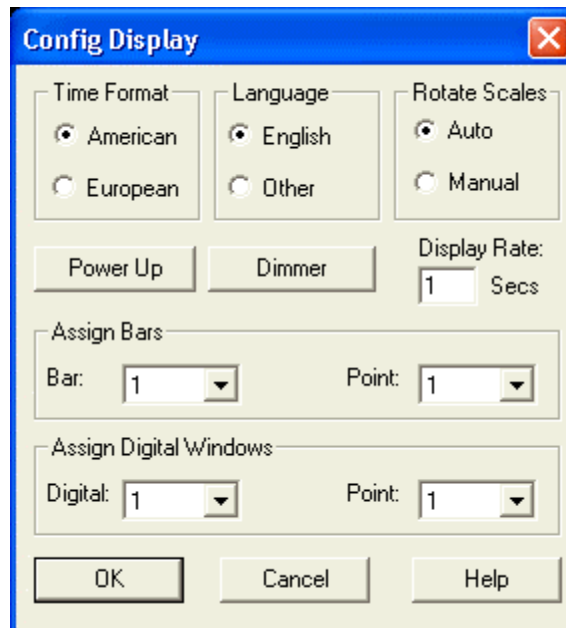 Config Display
Time Format
American
European
Language
English
Other
Rotate Scales
Auto
Manual
Power Up
Dimmer
Display Rate:
1 Secs
Assign Bars
Bar: 1 Point: 1
Assign Digital Windows
Digital: 1 Point: 1
OK Cancel Help